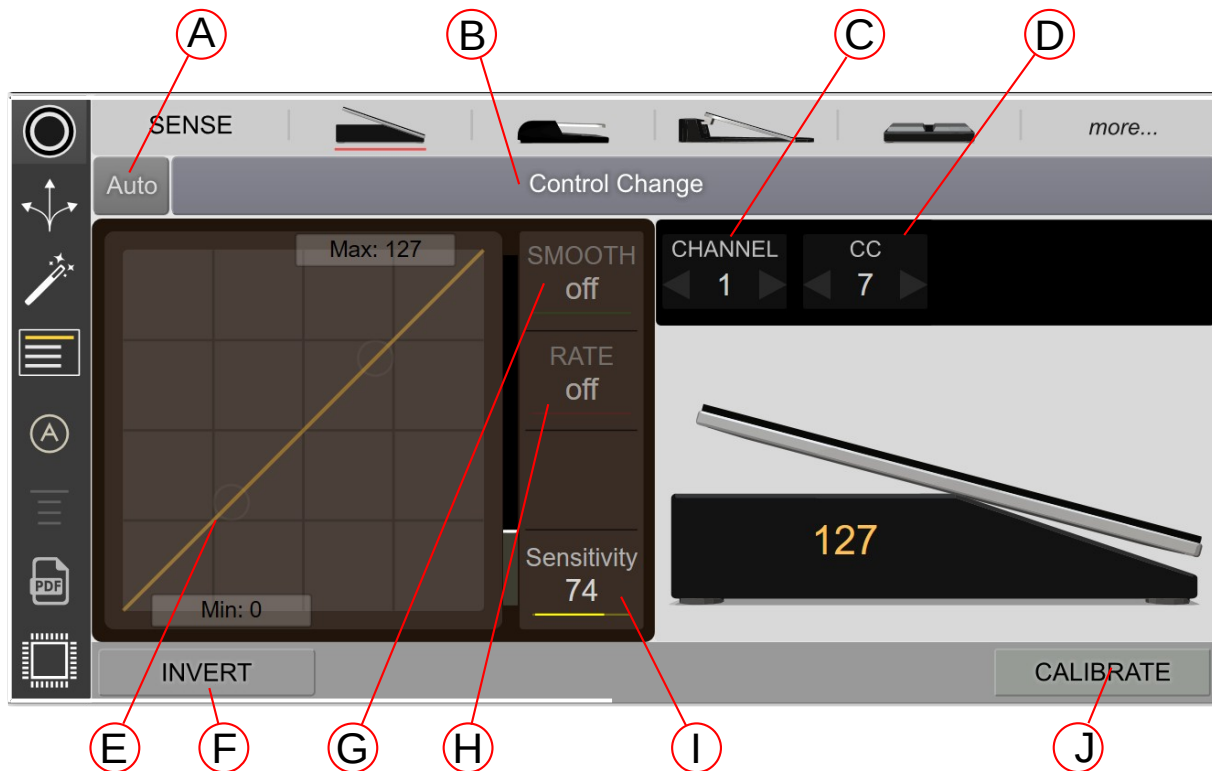 A
B
C
D
SENSE
more...
Auto
Control Change
Max: 127
SMOOTH
off
CHANNEL
1
CC
7
RATE
off
A
127
Sensitivity
74
PDF
Min: 0
INVERT
CALIBRATE
E
F
G
H
I
J